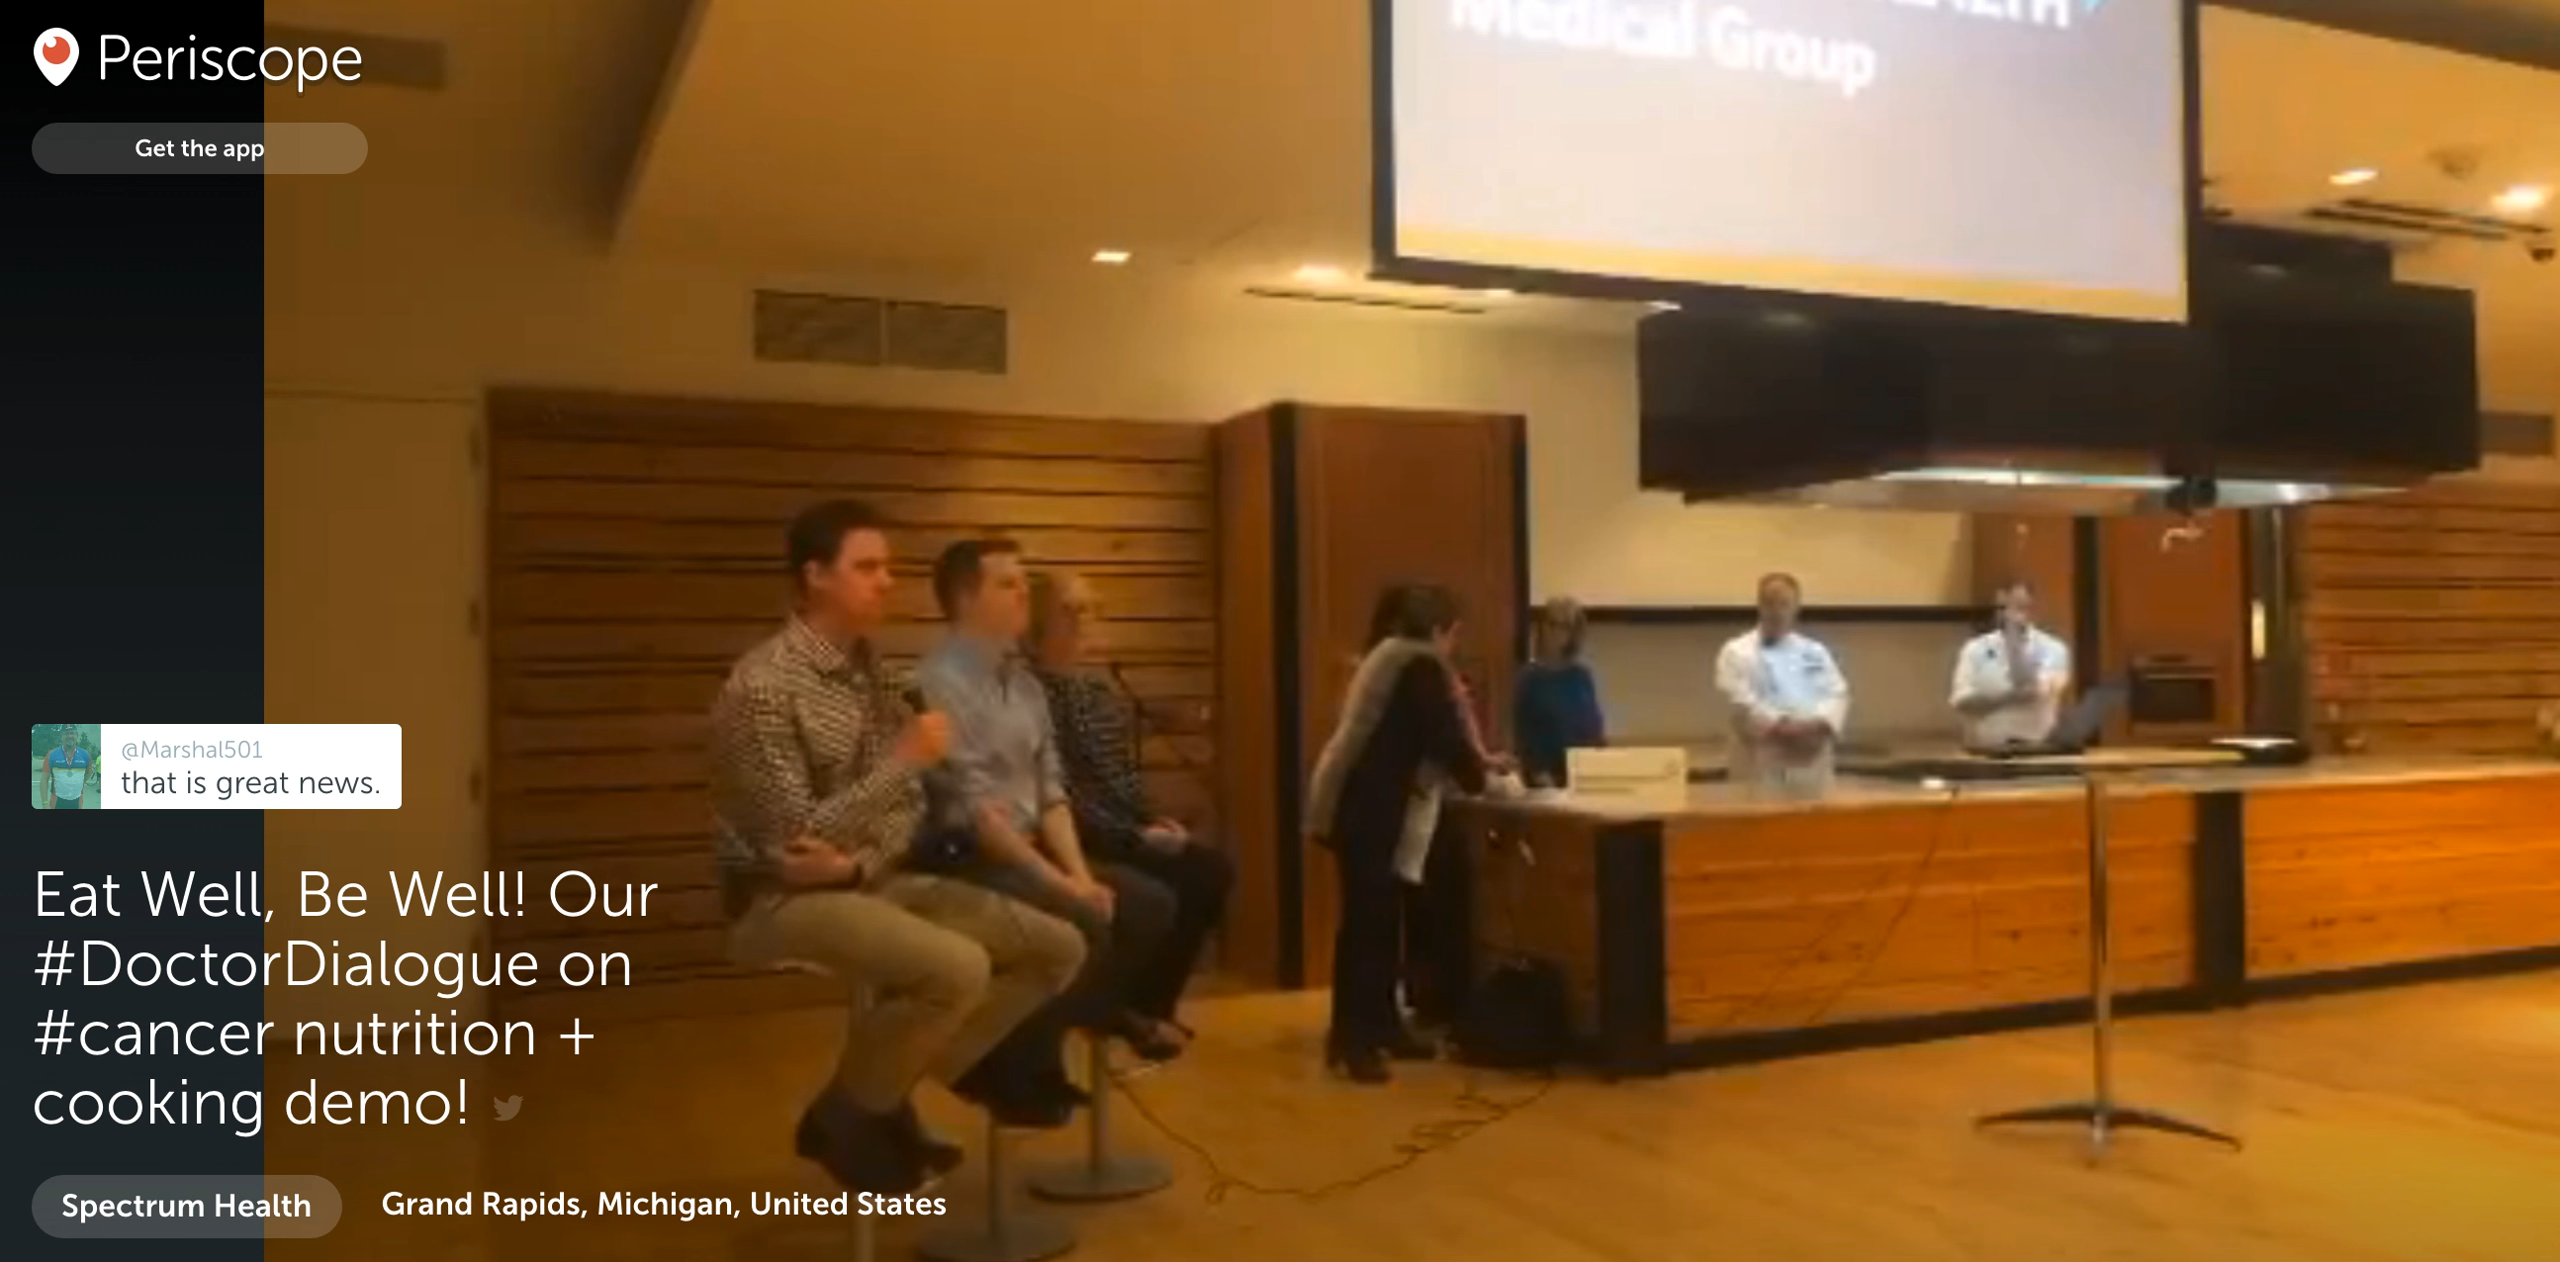 Periscope
Get the app
Medical Group
@Marshal501
that is great news.
Eat Well, Be Well! Our
#DoctorDialogue on
#cancer nutrition +
cooking demo!
Spectrum Health
Grand Rapids, Michigan, United States